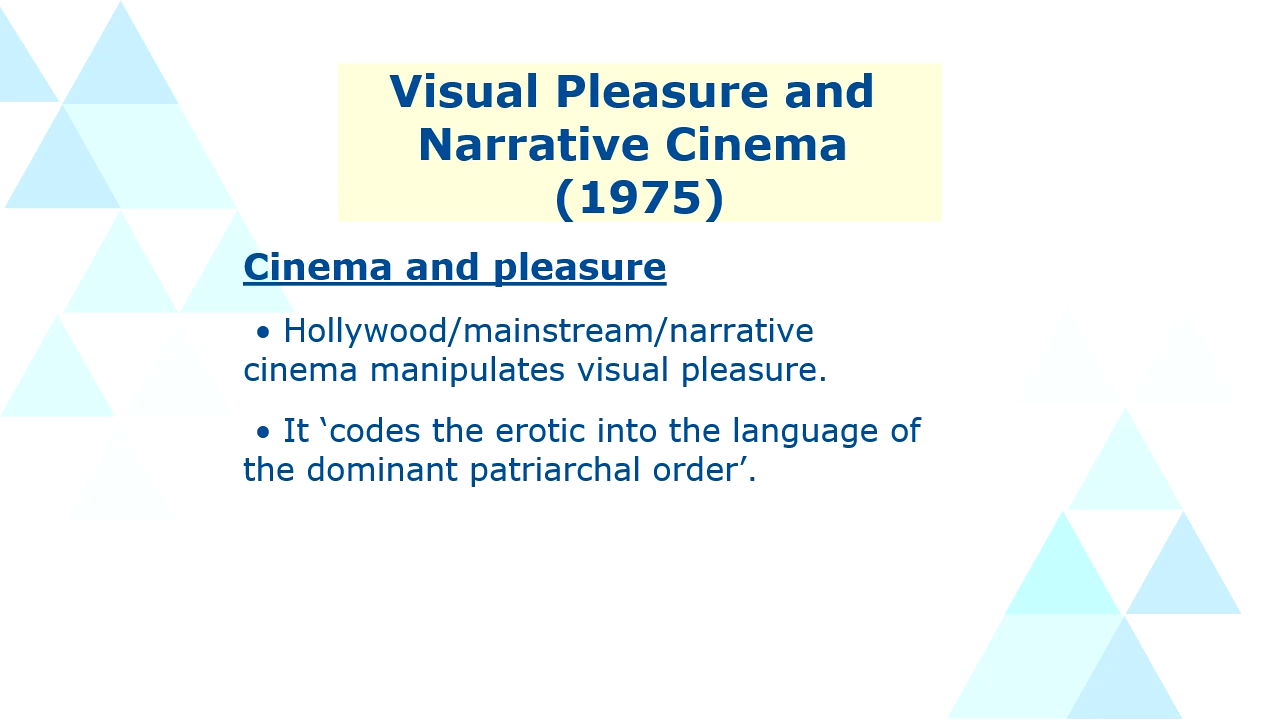 Visual Pleasure and
Narrative Cinema
(1975)
Cinema and pleasure
• Hollywood/mainstream/narrative
cinema manipulates visual pleasure.
• It ‘codes the erotic into the language of
the dominant patriarchal order’.